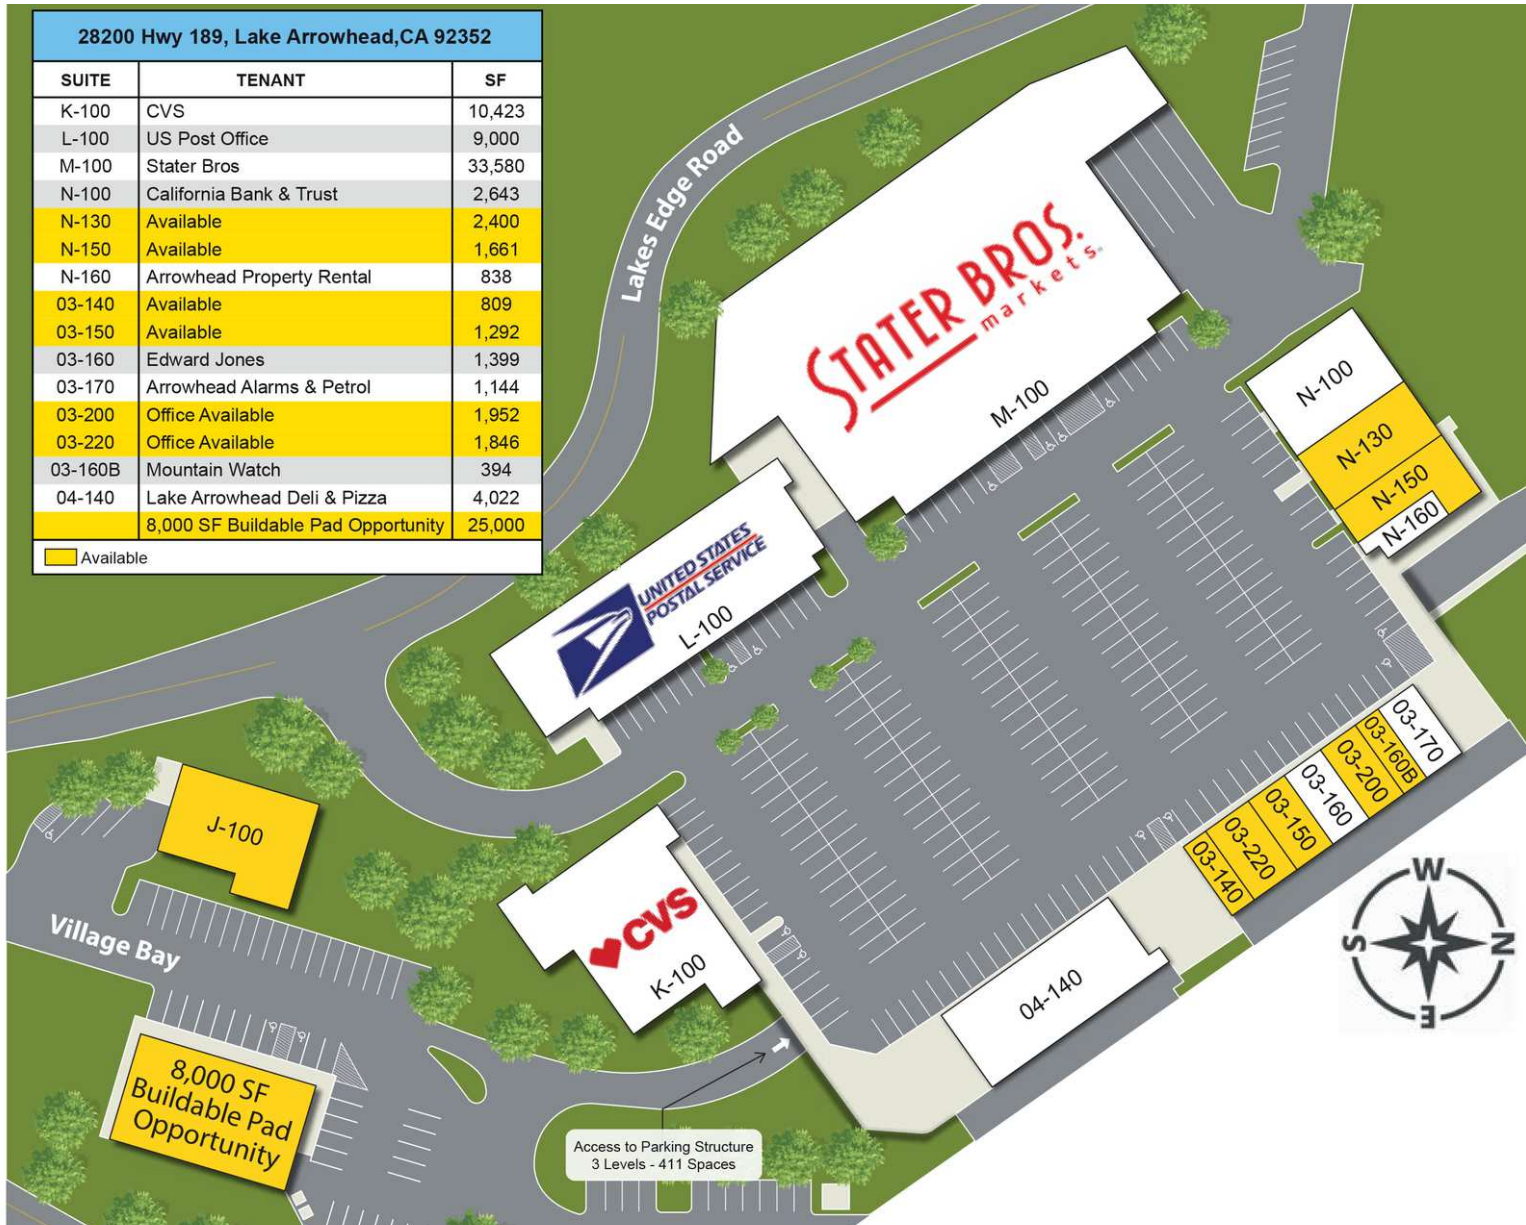 28200 Hwy 189, Lake Arrowhead,CA 92352
SUITE TENANT SF
K-100 CVS 10,423
L-100 US Post Office 9,000
M-100 Stater Bros 33,580
N-100 California Bank & Trust 2,643
N-130 Available 2,400
N-150 Available 1,661
N-160 Arrowhead Property Rental 838
03-140 Available 809
03-150 Available 1,292
03-160 Edward Jones 1,399
03-170 Arrowhead Alarms & Petrol 1,144
03-200 Office Available 1,952
03-220 Office Available 1,846
03-160B Mountain Watch 394
04-140 Lake Arrowhead Deli & Pizza 4,022
8,000 SF Buildable Pad Opportunity 25,000
Available
Lakes Edge Road
STATER BROS.
markets
M-100
N-100
N-130
N-150
N-160
UNITED STATES
POSTAL SERVICE
L-100
03-170
03-160B
03-200
03-160
03-150
03-220
03-140
J-100
Village Bay
CVS
K-100
04-140
W
S
N
E
8,000 SF
Buildable Pad
Opportunity
Access to Parking Structure
3 Levels - 411 Spaces